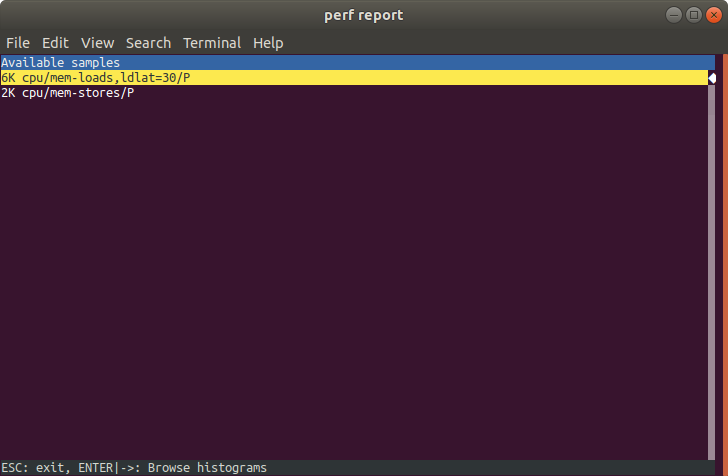 perf report
File Edit View Search Terminal Help
Available samples
6K cpu/mem-loads,ldlat=30/P
2K cpu/mem-stores/P
ESC: exit, ENTER|->: Browse histograms